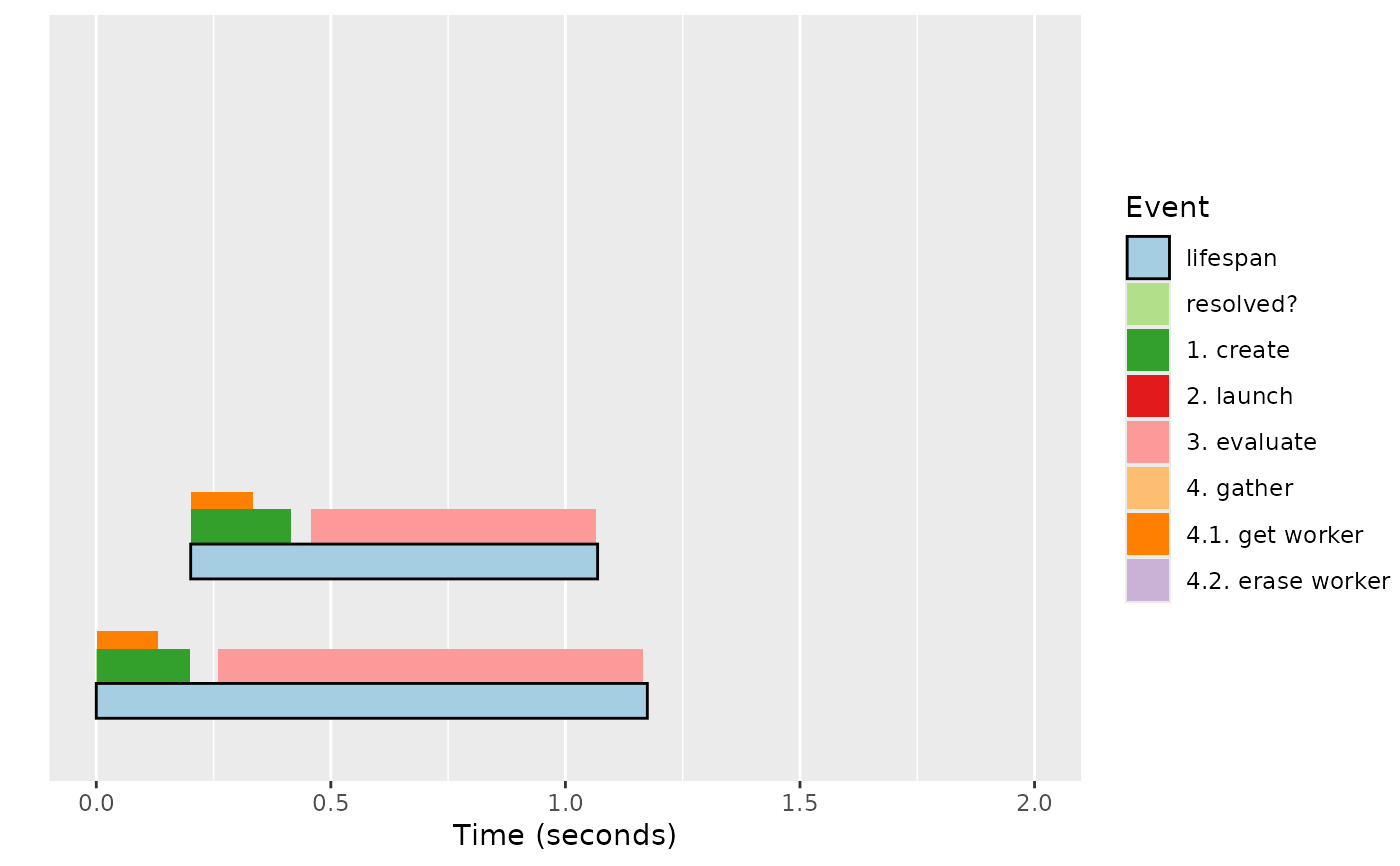 Event
lifespan
resolved?
1. create
2. launch
3. evaluate
4. gather
4.1. get worker
4.2. erase worker
0.0 0.5 1.0 1.5 2.0
Time (seconds)